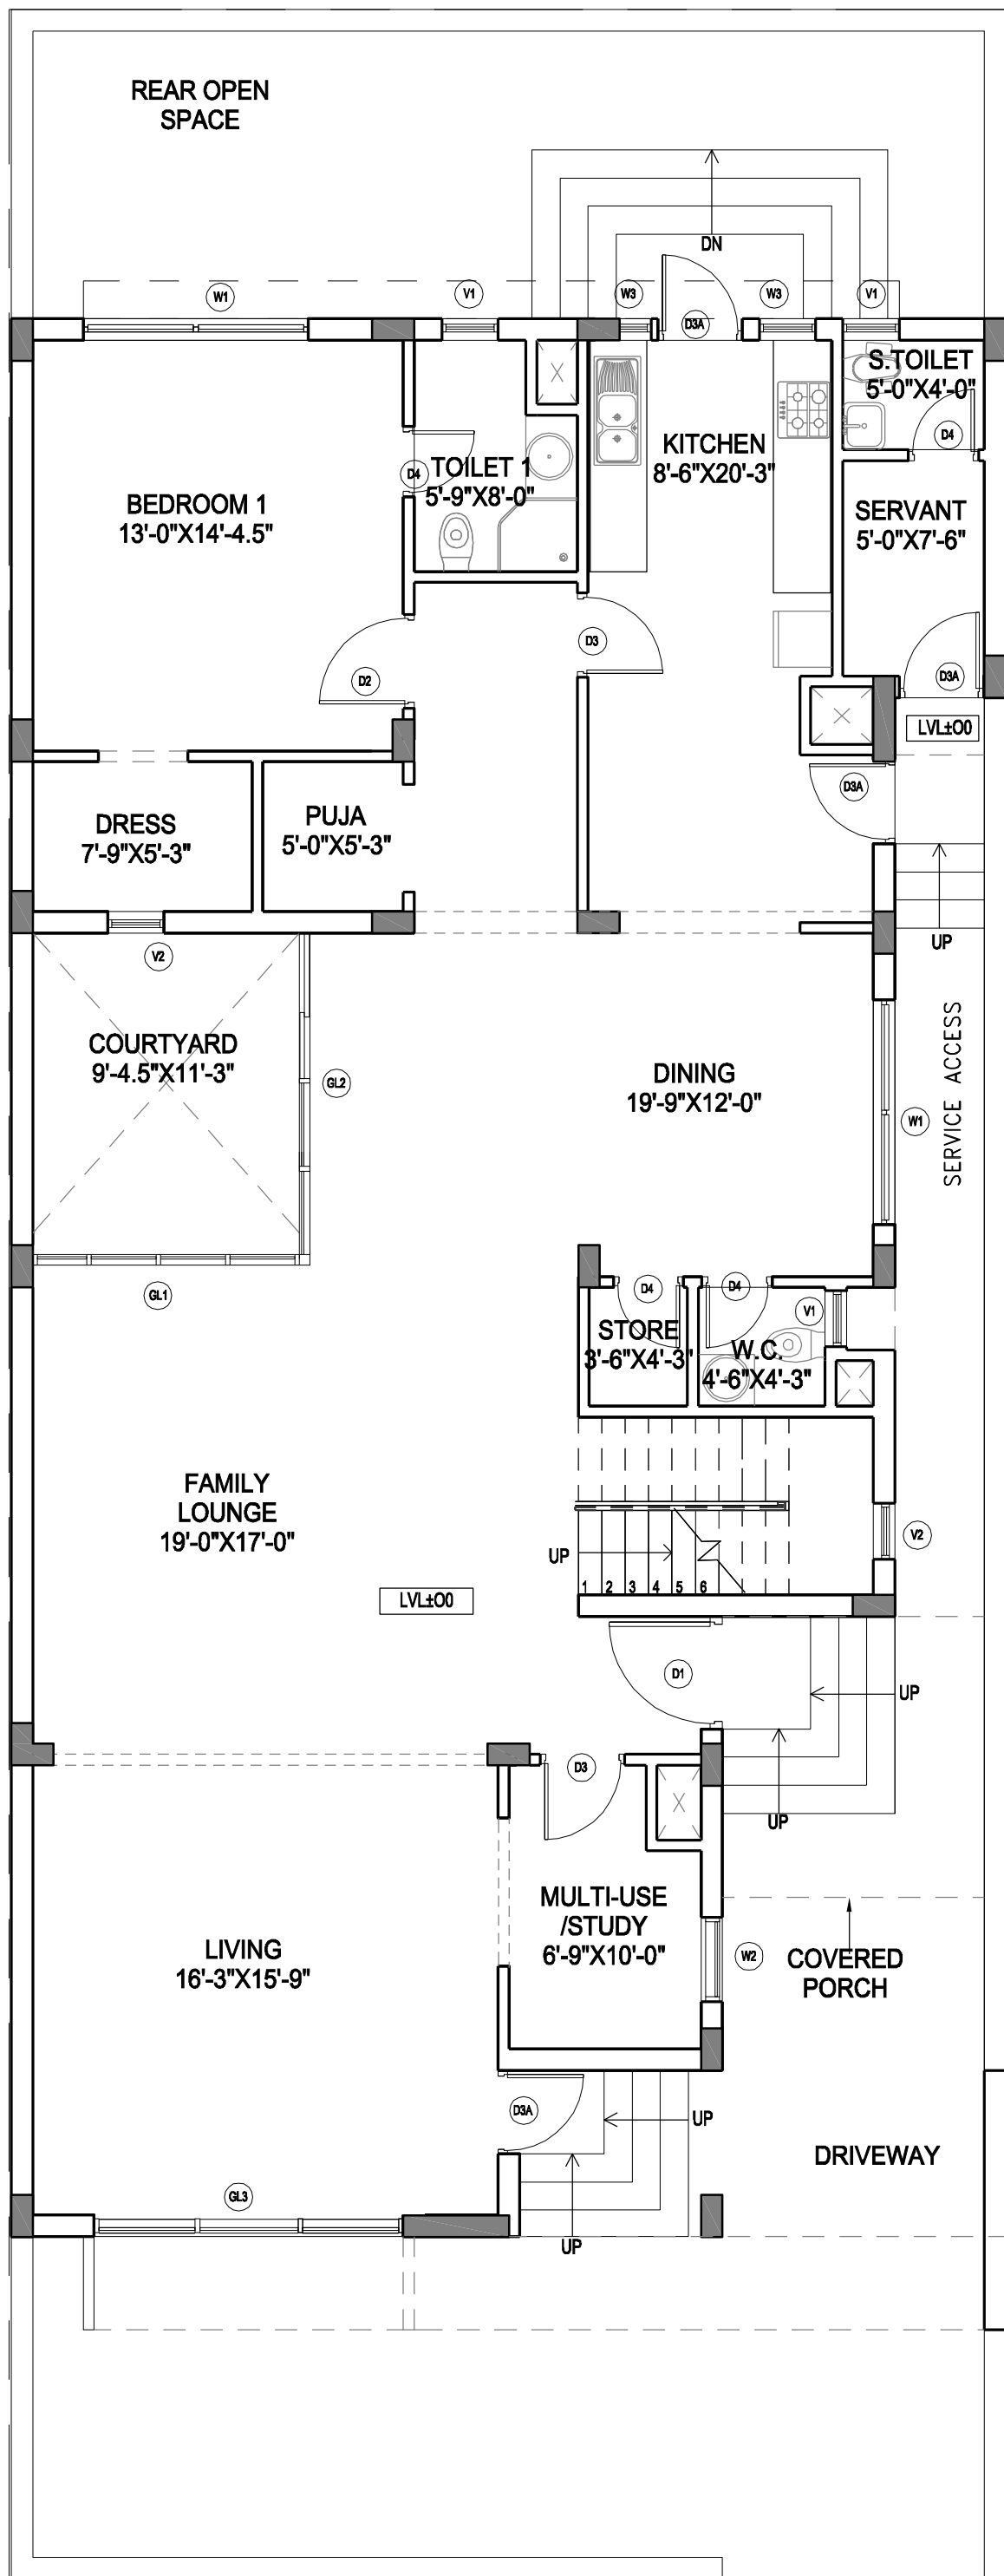 REAR OPEN
SPACE
DN
W1
V1
W3
D3A
W3
V1
S.TOILET
5'-0"X4'-0"
D4
KITCHEN
8'-6"X20'-3"
TOILET 1
5'-9"X8'-0"
D4
BEDROOM 1
13'-0"X14'-4.5"
SERVANT
5'-0"X7'-6"
D3
D2
D3A
LVL±O0
D3A
PUJA
5'-0"X5'-3"
DRESS
7'-9"X5'-3"
UP
V2
COURTYARD
9'-4.5"X11'-3"
GL2
DINING
19'-9"X12'-0"
W1
SERVICE ACCESS
GL1
D4
D4
V1
STORE
3'-6"X4'-3"
W.C.
4'-6"X4'-3"
FAMILY
LOUNGE
19'-0"X17'-0"
V2
UP
1 2 3 4 5 6
LVL±O0
D1
UP
D3
UP
MULTI-USE
/STUDY
6'-9"X10'-0"
W2
COVERED
PORCH
LIVING
16'-3"X15'-9"
D3A
UP
DRIVEWAY
GL3
UP